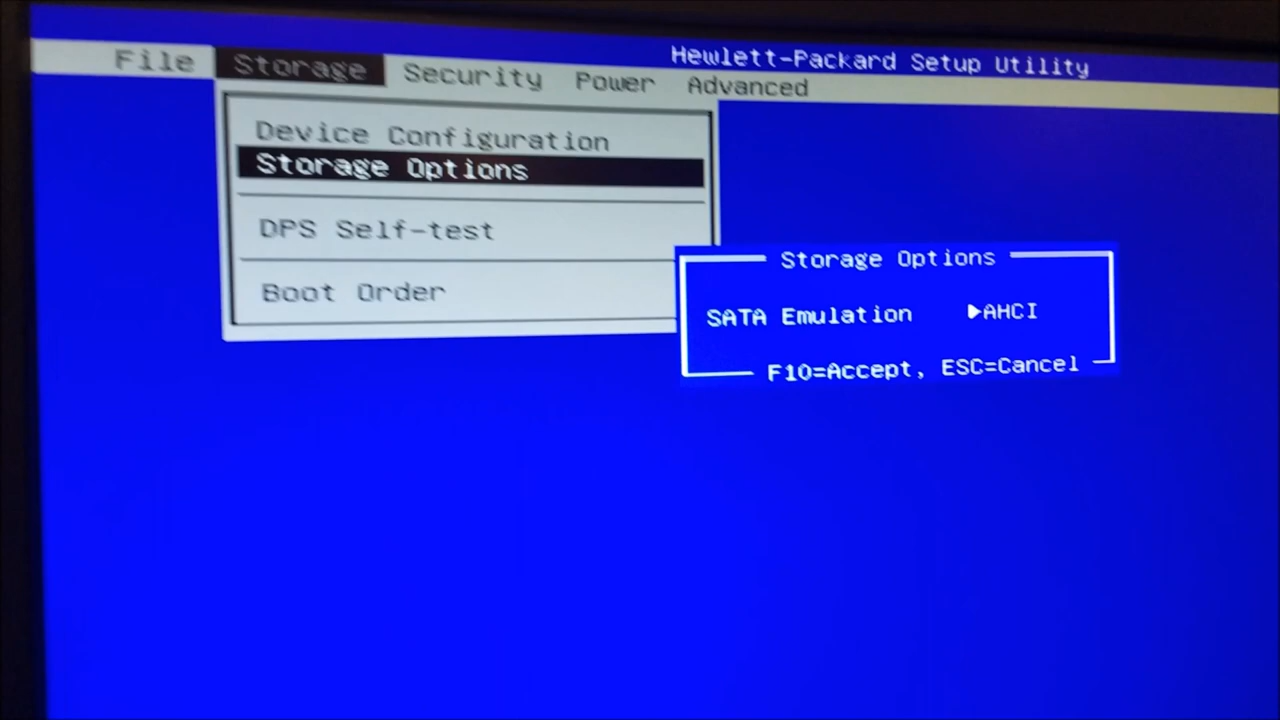 Hewlett-Packard Setup Utility
File Storage Security Power Advanced
Device Configuration
Storage Options
DPS Self-test
Boot Order
Storage Options
SATA Emulation ▶AHCI
F10=Accept, ESC=Cancel